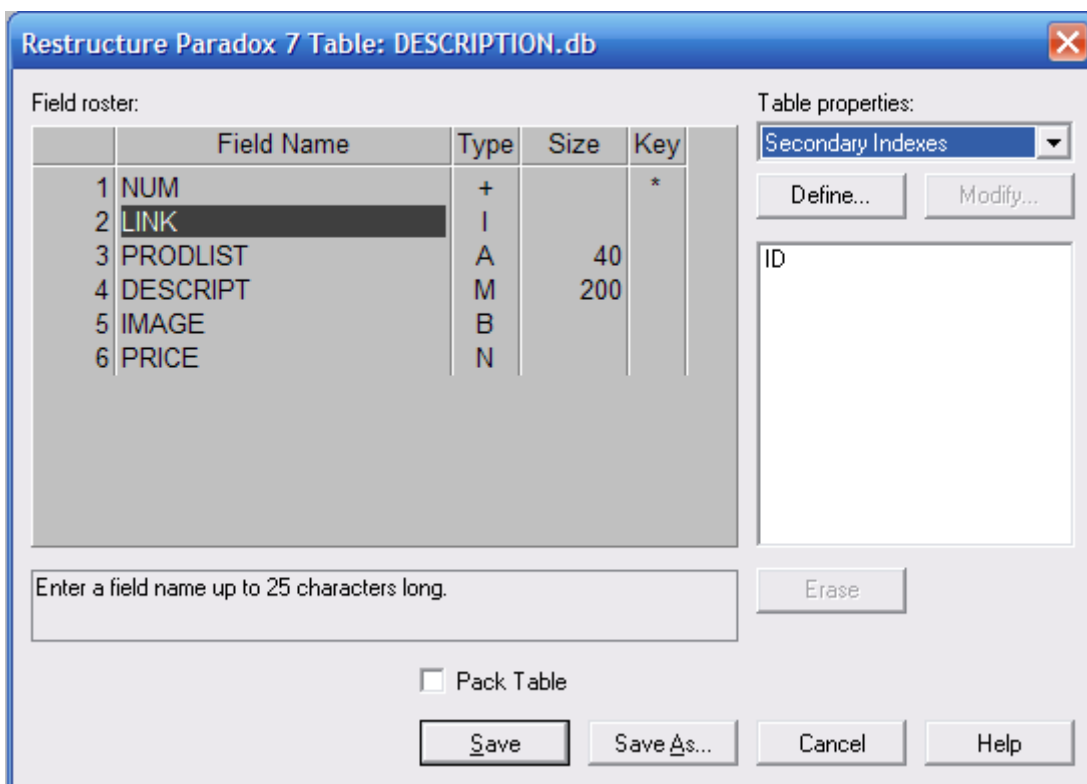 Restructure Paradox 7 Table: DESCRIPTION.db
Field roster:
Field Name Type Size Key
1 NUM + *
2 LINK I
3 PRODLIST A 40
4 DESCRIPT M 200
5 IMAGE B
6 PRICE N
Enter a field name up to 25 characters long.
Table properties:
Secondary Indexes
Define... Modify...
ID
Erase
Pack Table
Save Save As... Cancel Help